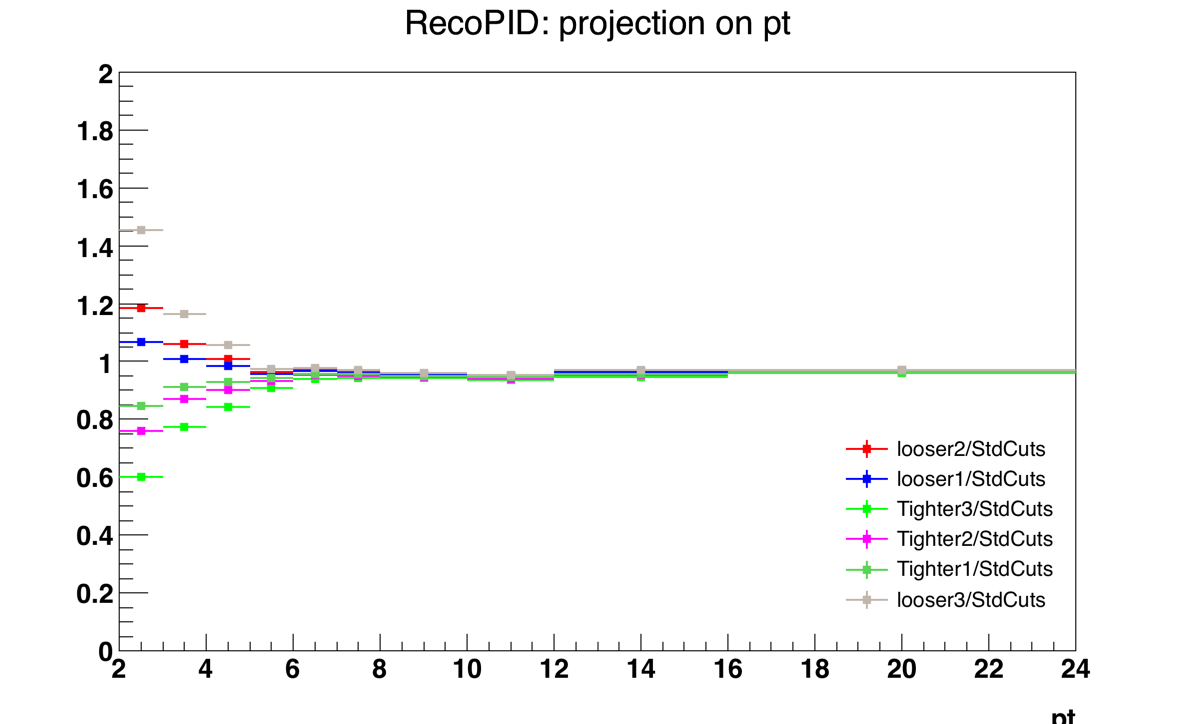 RecoPID: projection on pt
2
1.8
1.6
1.4
1.2
1
0.8
0.6
0.4
0.2
0
looser2/StdCuts
looser1/StdCuts
Tighter3/StdCuts
Tighter2/StdCuts
Tighter1/StdCuts
looser3/StdCuts
2 4 6 8 10 12 14 16 18 20 22 24
pt